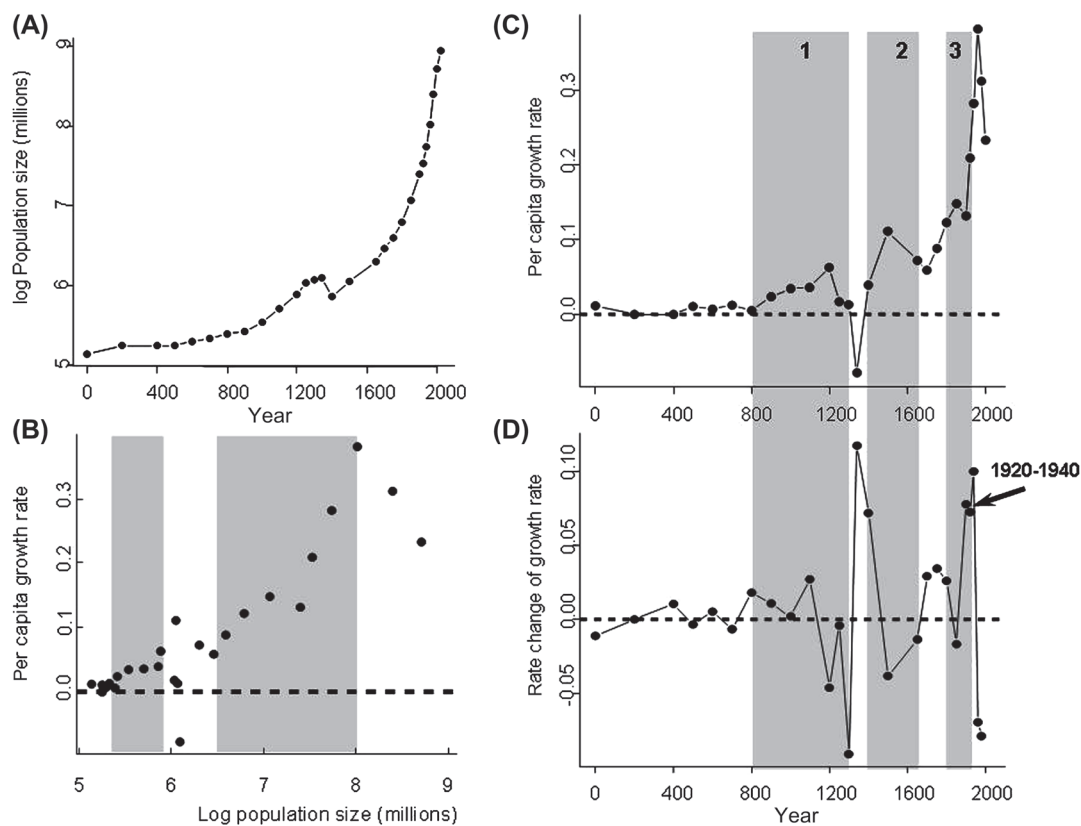 (A)
log Population size (millions)
9
8
7
6
5
0 400 800 1200 1600 2000
Year
(B)
Per capita growth rate
0.3
0.2
0.1
0.0
5 6 7 8 9
Log population size (millions)
(C)
1 2 3
Per capita growth rate
0.3
0.2
0.1
0.0
0 400 800 1200 1600 2000
(D)
1920-1940
Rate change of growth rate
0.10
0.05
0.00
-0.05
0 400 800 1200 1600 2000
Year